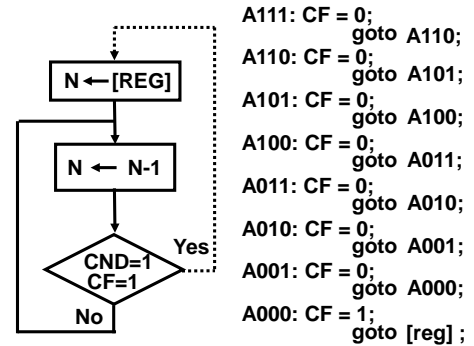 N ← [REG]
N ← N-1
CND=1
CF=1
Yes
No
A111: CF = 0;
goto A110;
A110: CF = 0;
goto A101;
A101: CF = 0;
goto A100;
A100: CF = 0;
goto A011;
A011: CF = 0;
goto A010;
A010: CF = 0;
goto A001;
A001: CF = 0;
goto A000;
A000: CF = 1;
goto [reg] ;